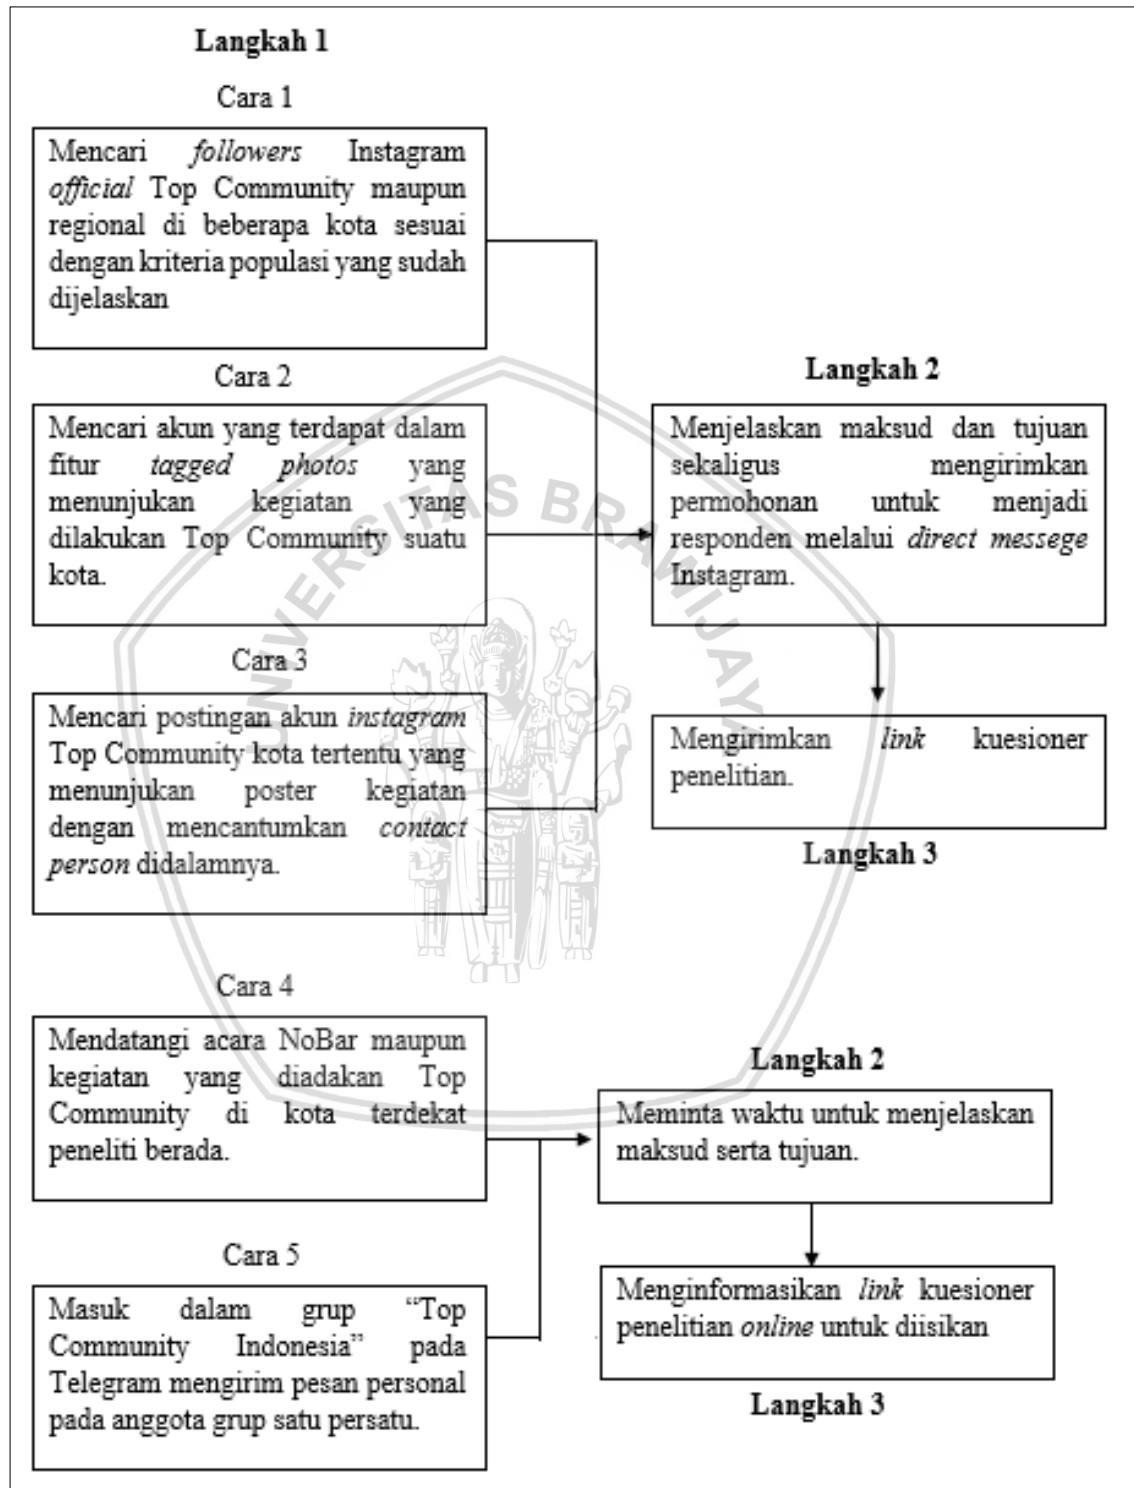 Langkah 1
Cara 1
Mencari followers Instagram
official Top Community maupun
regional di beberapa kota sesuai
dengan kriteria populasi yang sudah
dijelaskan
Cara 2
Mencari akun yang terdapat dalam
fitur tagged photos yang
menunjukan kegiatan yang
dilakukan Top Community suatu
kota.
Cara 3
Mencari postingan akun instagram
Top Community kota tertentu yang
menunjukan poster kegiatan
dengan mencantumkan contact
person didalamnya.
Langkah 2
Menjelaskan maksud dan tujuan
sekaligus mengirimkan
permohonan untuk menjadi
responden melalui direct messege
Instagram.
Mengirimkan link kuesioner
penelitian.
Langkah 3
Cara 4
Mendatangi acara NoBar maupun
kegiatan yang diadakan Top
Community di kota terdekat
peneliti berada.
Cara 5
Masuk dalam grup “Top
Community Indonesia” pada
Telegram mengirim pesan personal
pada anggota grup satu persatu.
Langkah 2
Meminta waktu untuk menjelaskan
maksud serta tujuan.
Menginformasikan link kuesioner
penelitian online untuk diisikan
Langkah 3
UNIVERSITAS BRAWIJAYA